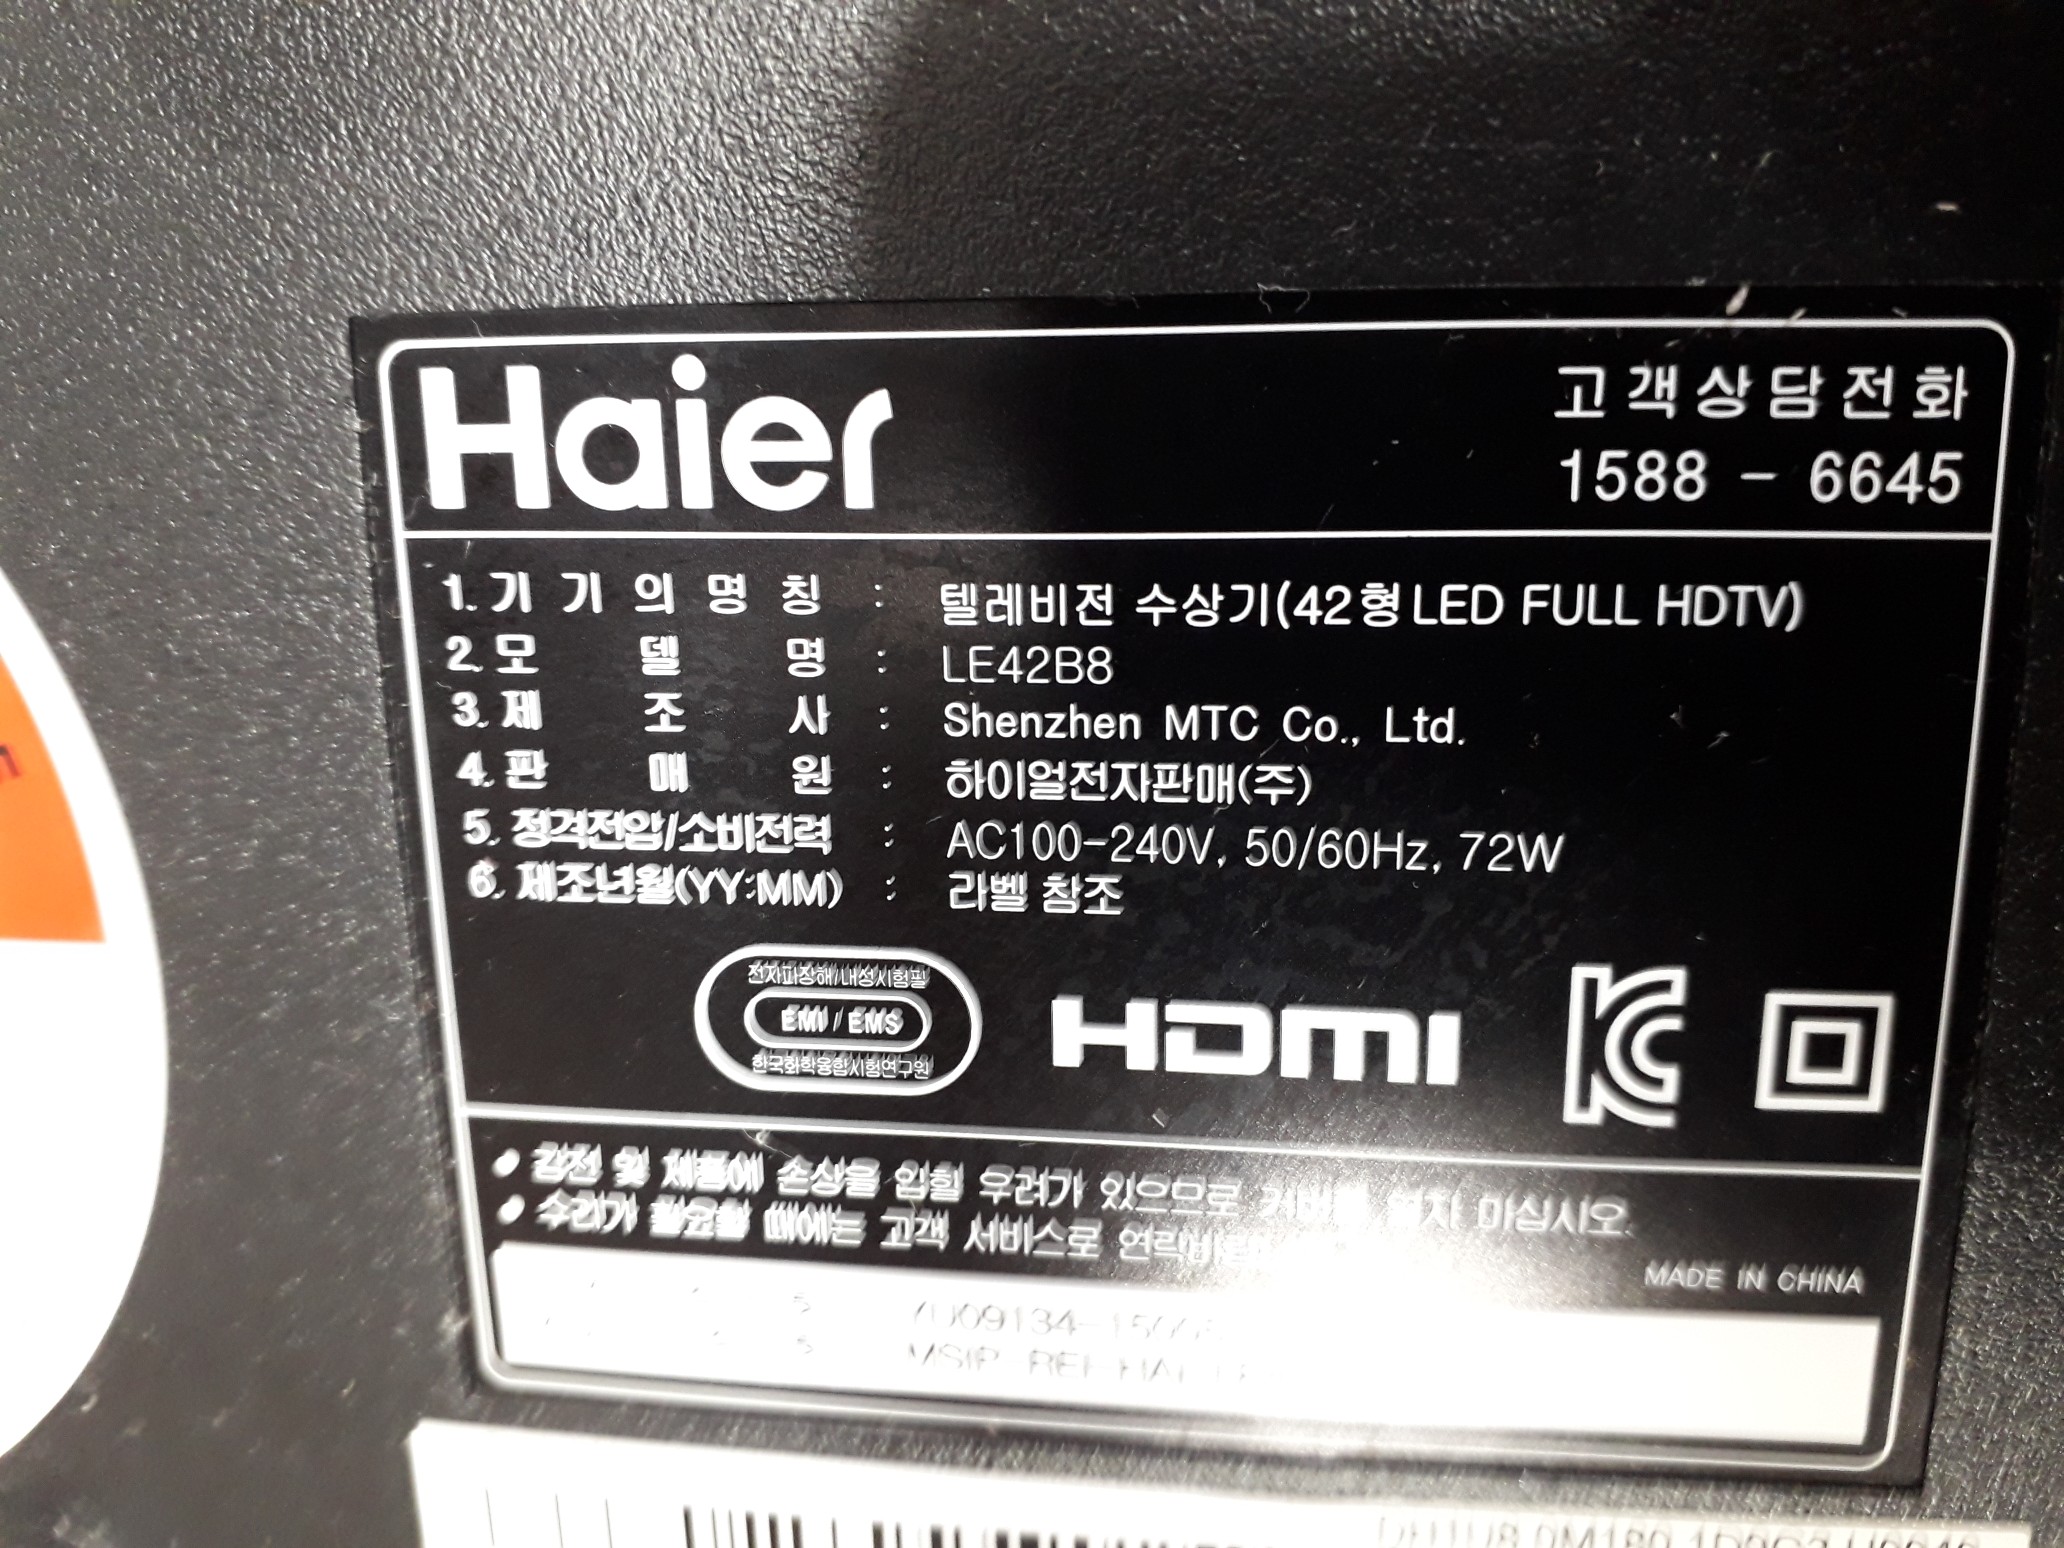 Haier
고객상담전화
1588 - 6645
1. 기기의명칭 : 텔레비전 수상기(42형 LED FULL HDTV)
2. 모델명 : LE42B8
3. 제조사 : Shenzhen MTC Co., Ltd.
4. 판매원 : 하이얼전자판매(주)
5. 정격전압/소비전력 : AC100-240V, 50/60Hz, 72W
6. 제조년월(YY:MM) : 라벨 참조
전자파장해/내성시험필
EMI / EMS
한국화학융합시험연구원
HDMI
• 감전 및 제품에 손상을 입힐 우려가 있으므로 마십시오.
• 수리가 필요할 때에는 고객 서비스로
MADE IN CHINA